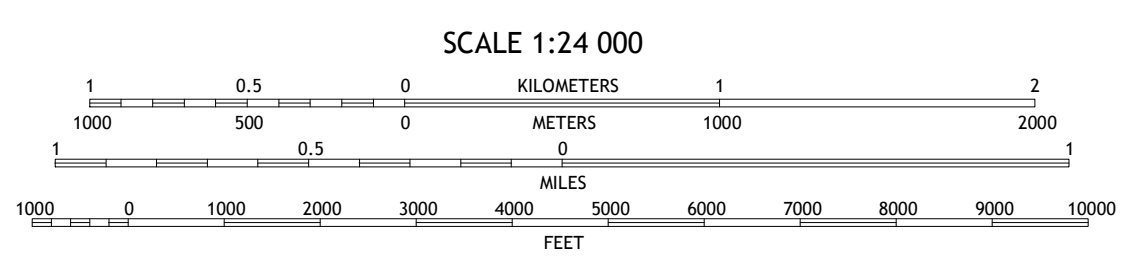 SCALE 1:24 000
1 0.5 0 KILOMETERS 1 2
1000 500 0 METERS 1000 2000
1 0.5 0 1
MILES
1000 0 1000 2000 3000 4000 5000 6000 7000 8000 9000 10000
FEET